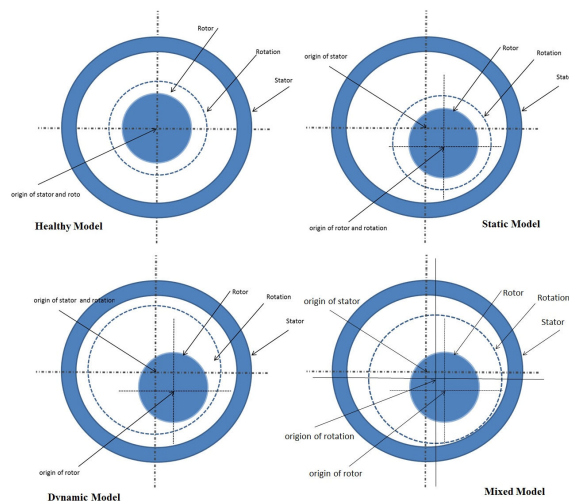 Rotor
Rotation
Stator
origin of stator and roto
Healthy Model
origin of stator
Rotor
Rotation
Stato
origin of rotor and rotation
Static Model
origin of stator and rotation
Rotor
Rotation
Stator
origin of rotor
Dynamic Model
origin of stator
Rotor
Rotation
Stator
origion of rotation
origin of rotor
Mixed Model